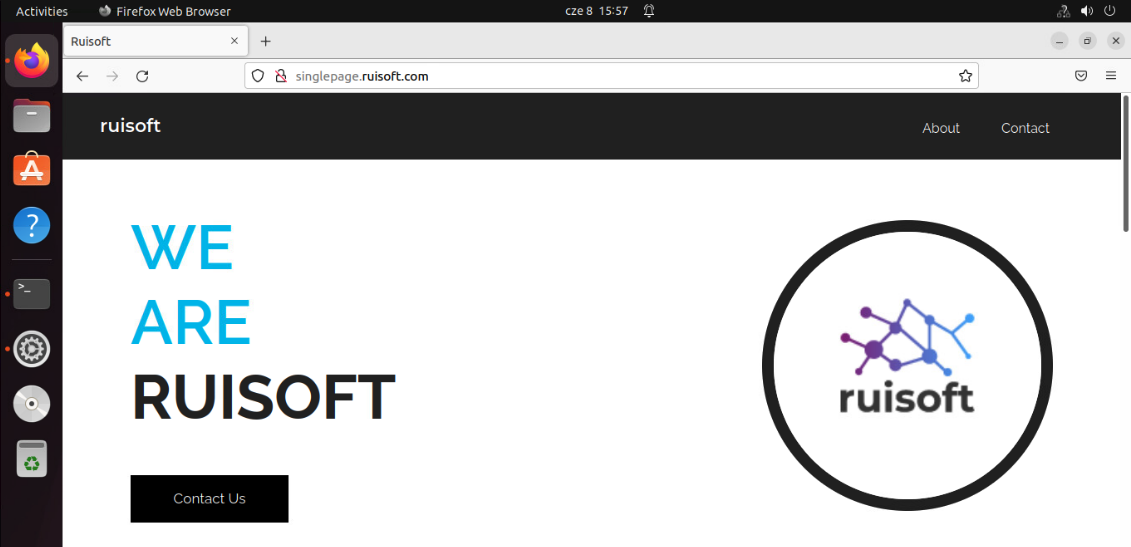 Activities Firefox Web Browser cze 8 15:57
Ruisoft
singlepage.ruisoft.com
ruisoft About Contact
WE
ARE
RUISOFT
ruisoft
Contact Us